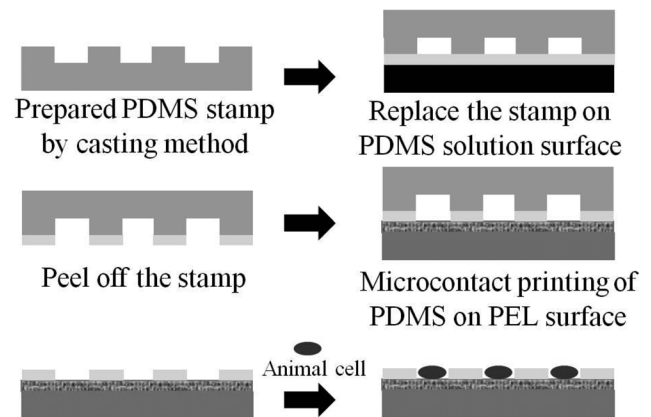 Prepared PDMS stamp
by casting method
Replace the stamp on
PDMS solution surface
Peel off the stamp
Microcontact printing of
PDMS on PEL surface
Animal cell